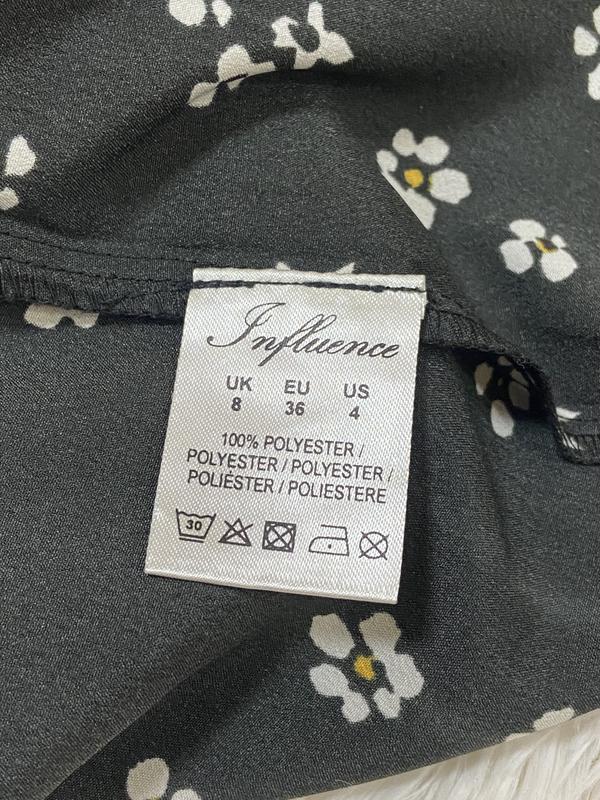 Influence
UK EU US
8 36 4
100% POLYESTER /
POLYESTER / POLYESTER /
POLIÉSTER / POLIESTERE
30